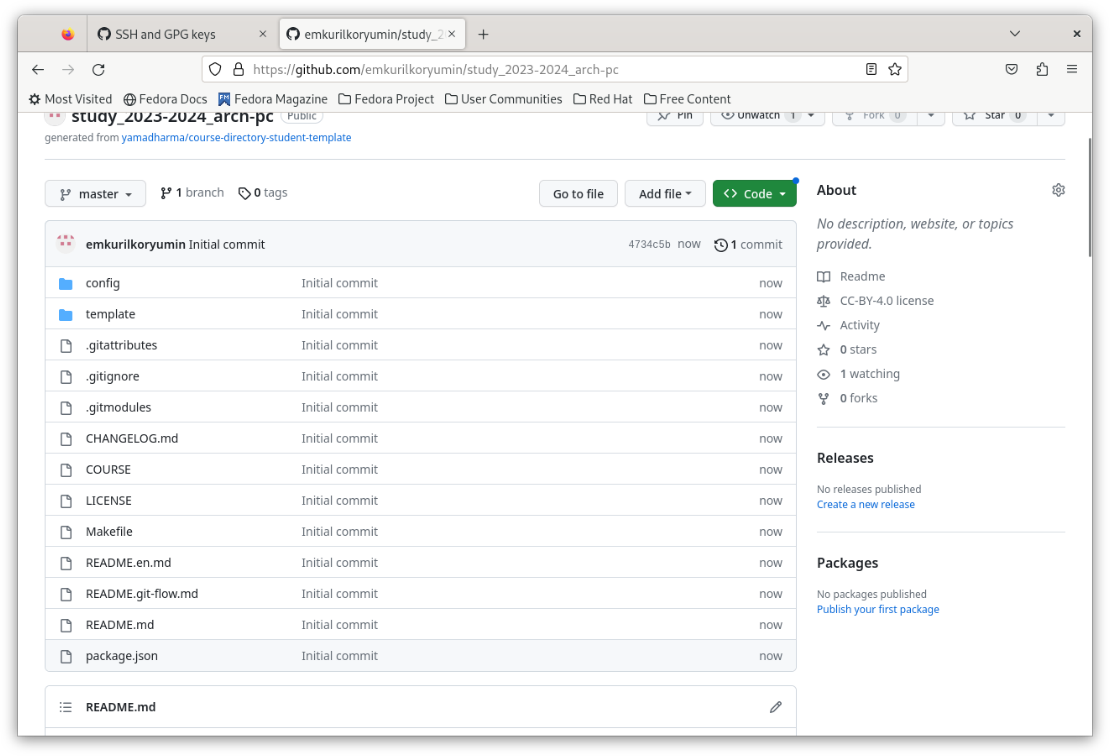 SSH and GPG keys
emkurilkoryumin/study_2
https://github.com/emkurilkoryumin/study_2023-2024_arch-pc
Most Visited Fedora Docs Fedora Magazine Fedora Project User Communities Red Hat Free Content
study_2023-2024_arch-pc Public Pin Unwatch 1 Fork 0 Star 0
generated from yamadharma/course-directory-student-template
master 1 branch 0 tags Go to file Add file <> Code
emkurilkoryumin Initial commit 4734c5b now 1 commit
config Initial commit now
template Initial commit now
.gitattributes Initial commit now
.gitignore Initial commit now
.gitmodules Initial commit now
CHANGELOG.md Initial commit now
COURSE Initial commit now
LICENSE Initial commit now
Makefile Initial commit now
README.en.md Initial commit now
README.git-flow.md Initial commit now
README.md Initial commit now
package.json Initial commit now
README.md
About
No description, website, or topics
provided.
Readme
CC-BY-4.0 license
Activity
0 stars
1 watching
0 forks
Releases
No releases published
Create a new release
Packages
No packages published
Publish your first package